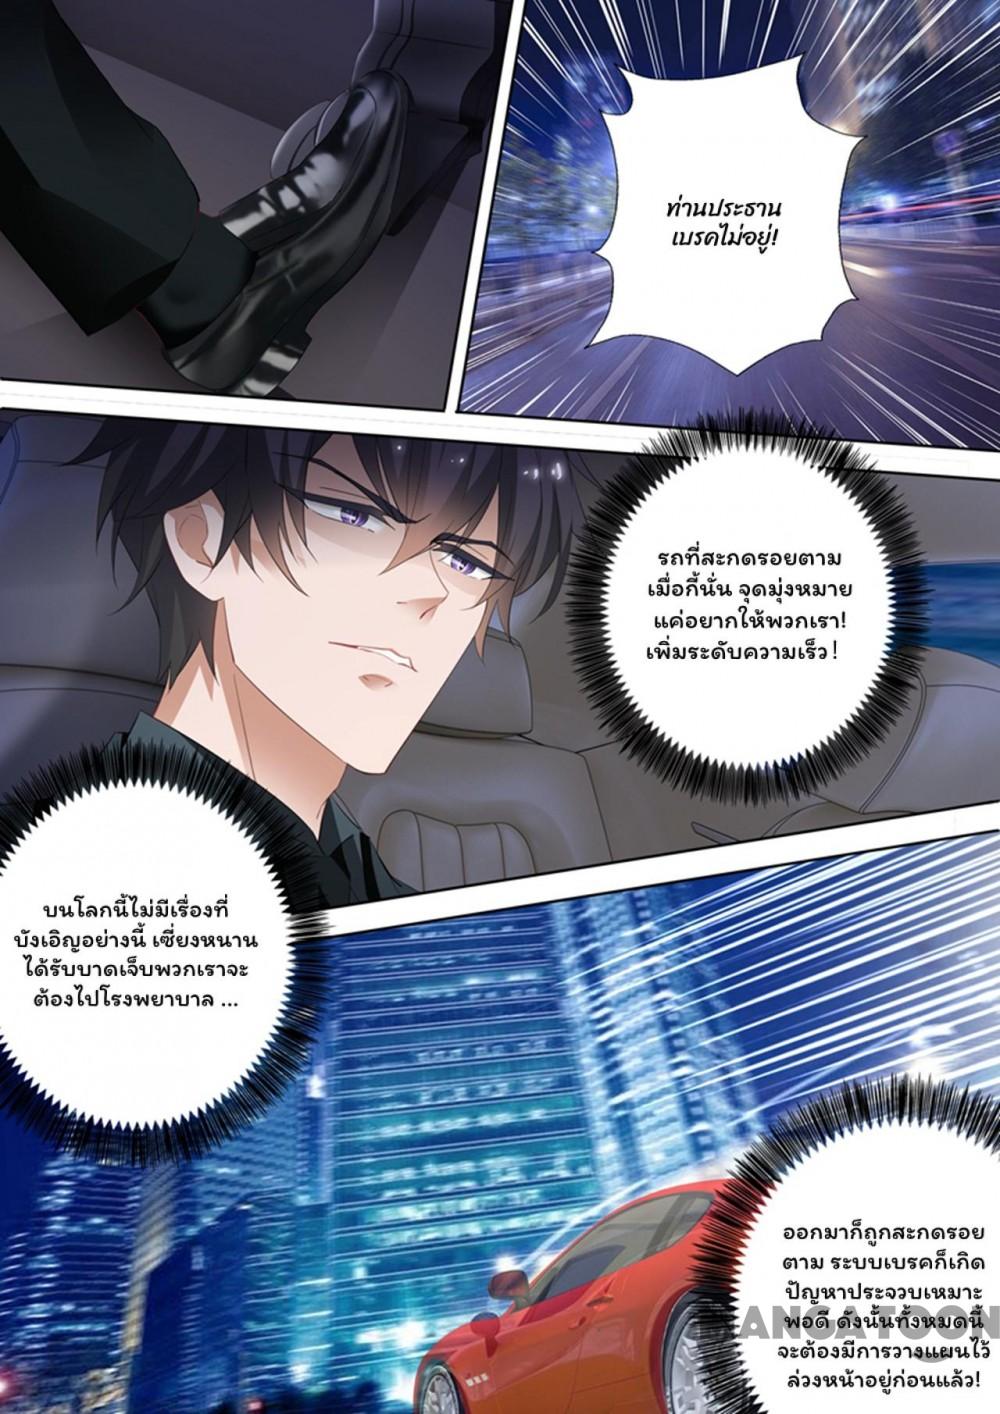 ท่านประธาน
เบรคไม่อยู่!
รถที่สะกดรอยตาม
เมื่อกี้นั่น จุดมุ่งหมาย
แค่อยากให้พวกเรา!
เพิ่มระดับความเร็ว!
บนโลกนี้ไม่มีเรื่องที่
บังเอิญอย่างนี้ เซี่ยงหนาน
ได้รับบาดเจ็บพวกเราจะ
ต้องไปโรงพยาบาล ...
ออกมาก็ถูกสะกดรอย
ตาม ระบบเบรคก็เกิด
ปัญหาประจวบเหมาะ
พอดี ดังนั้นทั้งหมดนี้
จะต้องมีการวางแผนไว้
ล่วงหน้าอยู่ก่อนแล้ว!
MANGATOON